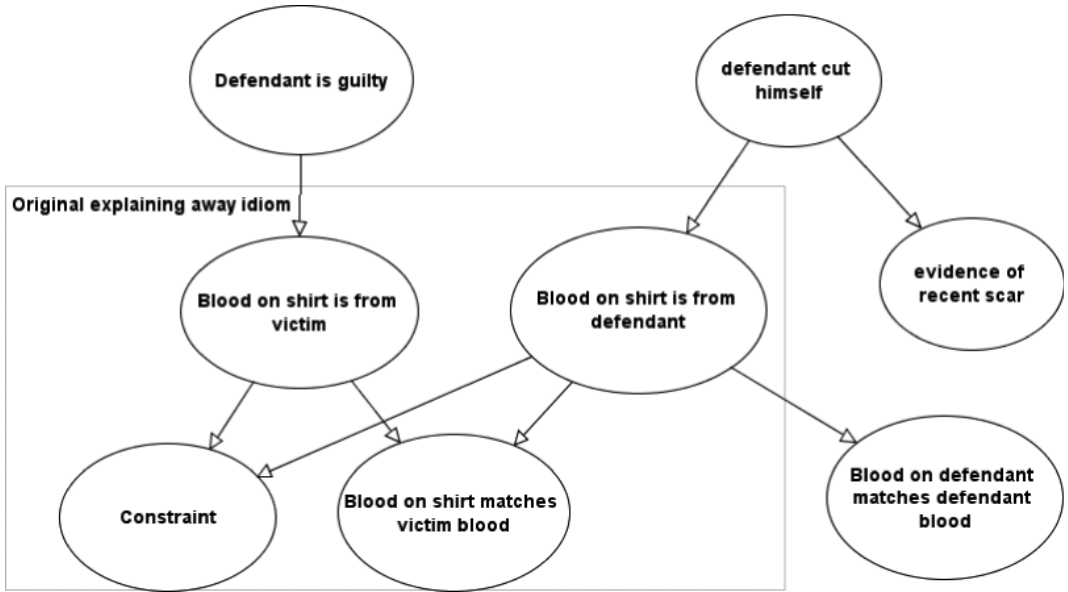 Defendant is guilty
defendant cut
himself
Original explaining away idiom
Blood on shirt is from
victim
Blood on shirt is from
defendant
evidence of
recent scar
Constraint
Blood on shirt matches
victim blood
Blood on defendant
matches defendant
blood